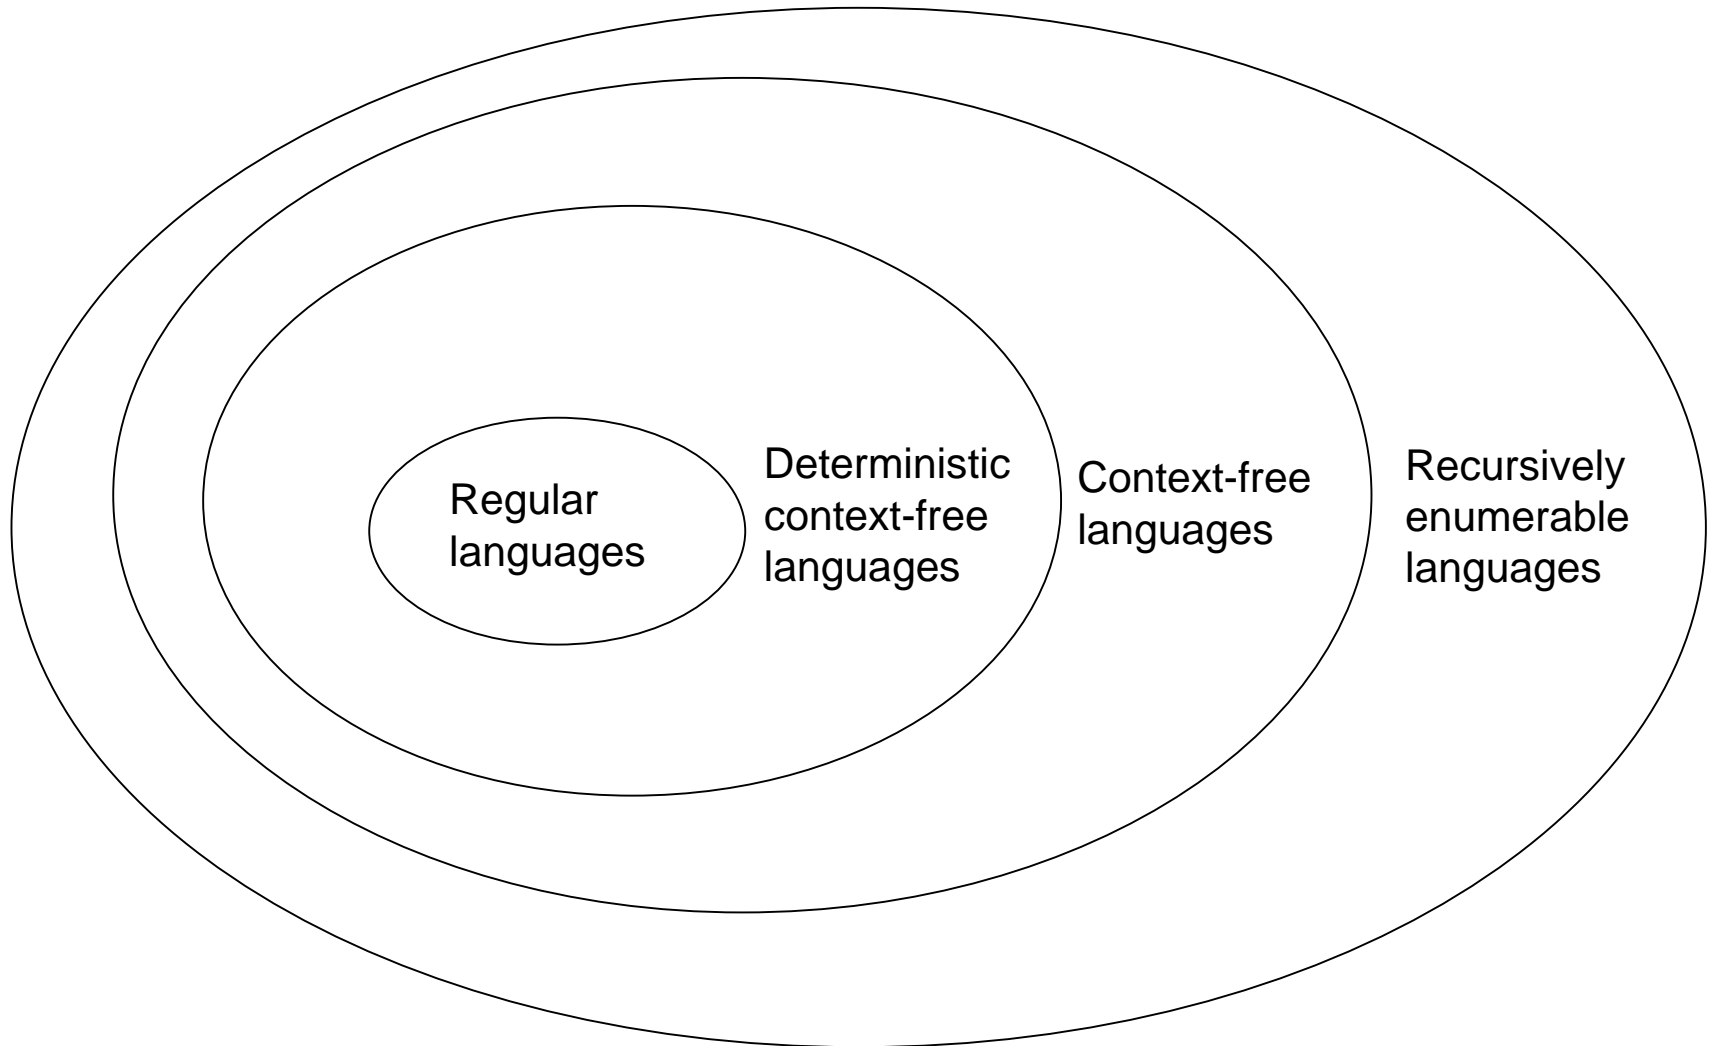 Regular
languages
Deterministic
context-free
languages
Context-free
languages
Recursively
enumerable
languages